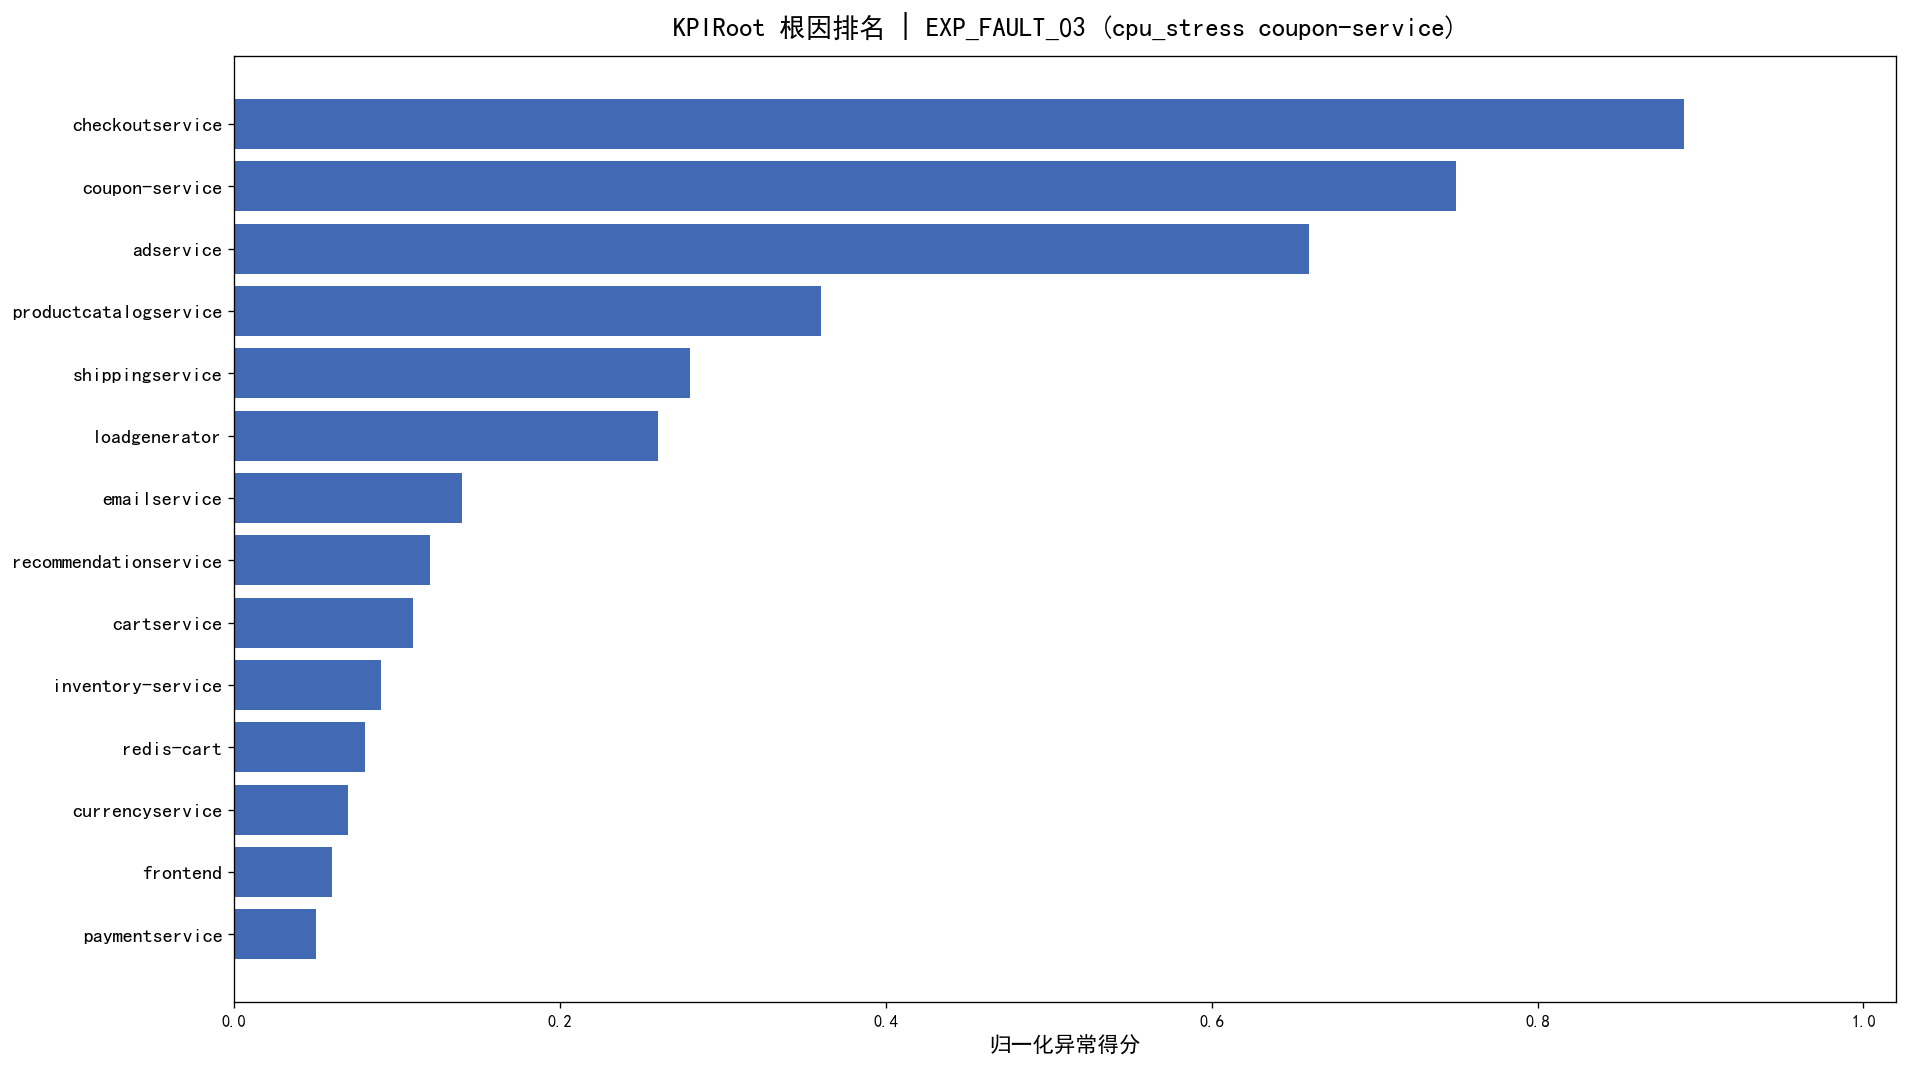 KPIRoot 根因排名 | EXP_FAULT_03 (cpu_stress coupon-service)
checkoutservice
coupon-service
adservice
productcatalogservice
shippingservice
loadgenerator
emailservice
recommendationservice
cartservice
inventory-service
redis-cart
currencyservice
frontend
paymentservice
0.0 0.2 0.4 0.6 0.8 1.0
归一化异常得分